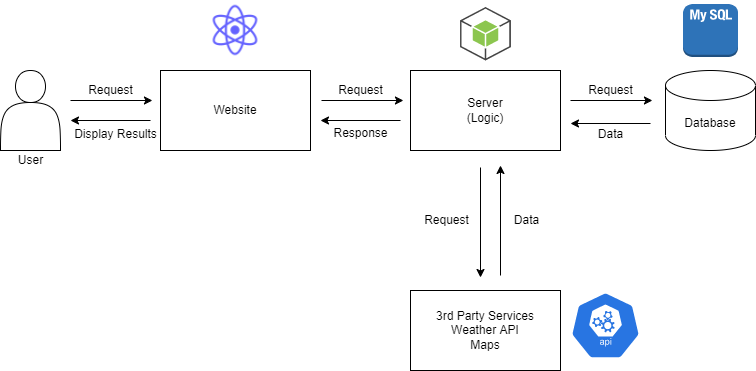 My SQL
Request
Request
Request
Website
Server
(Logic)
Database
Display Results
Response
Data
User
Request
Data
3rd Party Services
Weather API
Maps
api